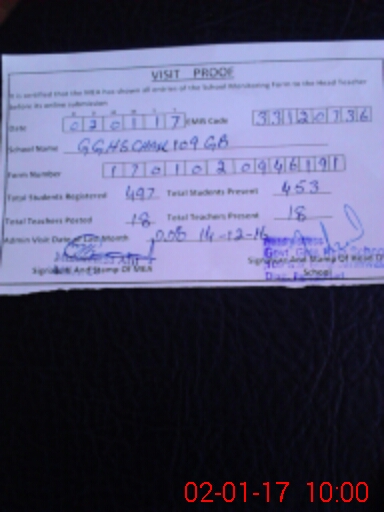 VISIT PROOF
It is certified that the MEA has shown all entries of the School Monitoring Form to the Head Teacher
before its online submission
D D M M Y Y
Date 0 2 0 1 1 7 EMIS Code 3 3 1 2 0 7 3 6
School Name GGHS CHAK 109 GB
Form Number 1 7 0 1 0 2 0 9 4 6 1 9 1
Total Students Registered 497 Total Students Present 453
Total Teachers Posted 18 Total Teachers Present 18
Admin Visit Date of Last Month 14-12-16
Signature And Stamp Of MEA Signature And Stamp Of Head Of
School
02-01-17 10:00